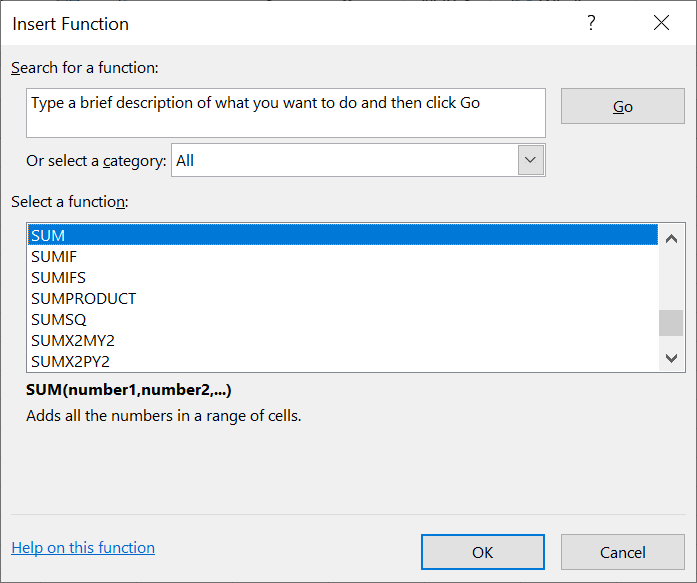 Insert Function
?
Search for a function:
Type a brief description of what you want to do and then click Go
Go
Or select a category: All
Select a function:
SUM
SUMIF
SUMIFS
SUMPRODUCT
SUMSQ
SUMX2MY2
SUMX2PY2
SUM(number1,number2,...)
Adds all the numbers in a range of cells.
Help on this function
OK
Cancel